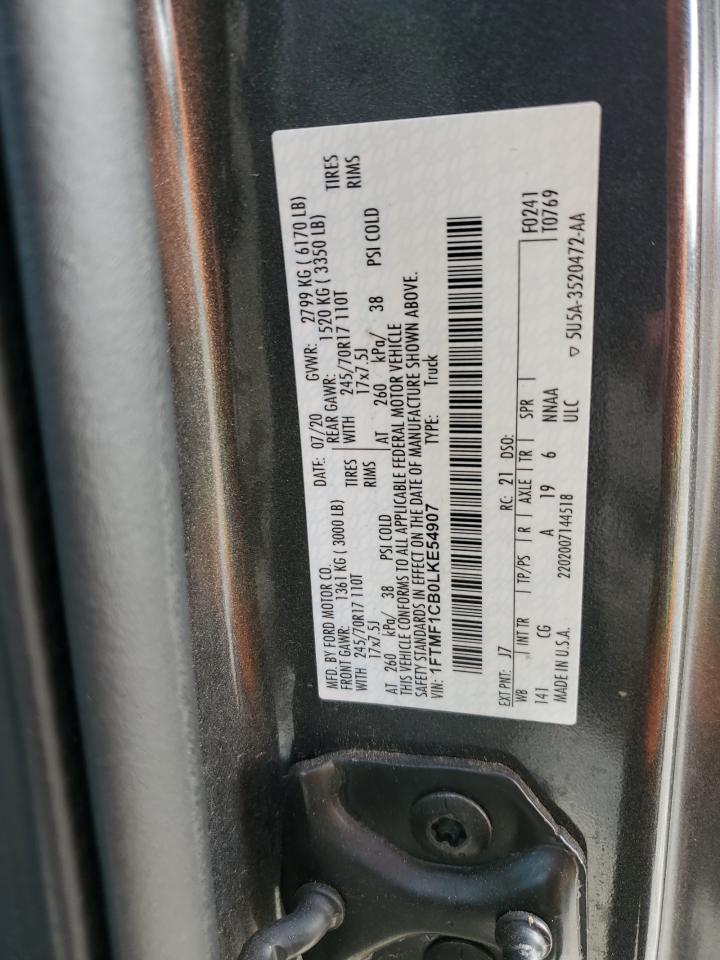 MFD. BY FORD MOTOR CO.
DATE: 07/20 GVWR: 2799 KG ( 6170 LB)
FRONT GAWR: 1361 KG ( 3000 LB) REAR GAWR: 1520 KG ( 3350 LB)
WITH 245/70R17 110T TIRES WITH 245/70R17 110T TIRES
17x7.5J RIMS 17x7.5J RIMS
AT 260 kPa/ 38 PSI COLD AT 260 kPa/ 38 PSI COLD
THIS VEHICLE CONFORMS TO ALL APPLICABLE FEDERAL MOTOR VEHICLE
SAFETY STANDARDS IN EFFECT ON THE DATE OF MANUFACTURE SHOWN ABOVE.
VIN: 1FTMF1CB0LKE54907 TYPE: Truck
EXT PNT: J7 RC: 21 DSO: F0241
WB INT TR TP/PS R AXLE TR SPR T0769
141 CG A 19 6 NNAA
ULC ▽ 5U5A-3520472-AA
MADE IN U.S.A. 2202007144518